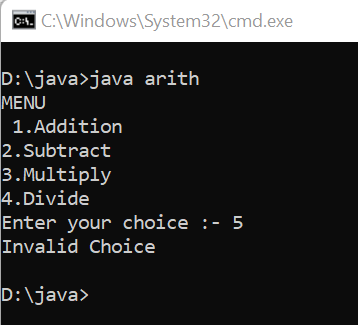 C:\Windows\System32\cmd.exe
D:\java>java arith
MENU
 1.Addition
2.Subtract
3.Multiply
4.Divide
Enter your choice :- 5
Invalid Choice
D:\java>